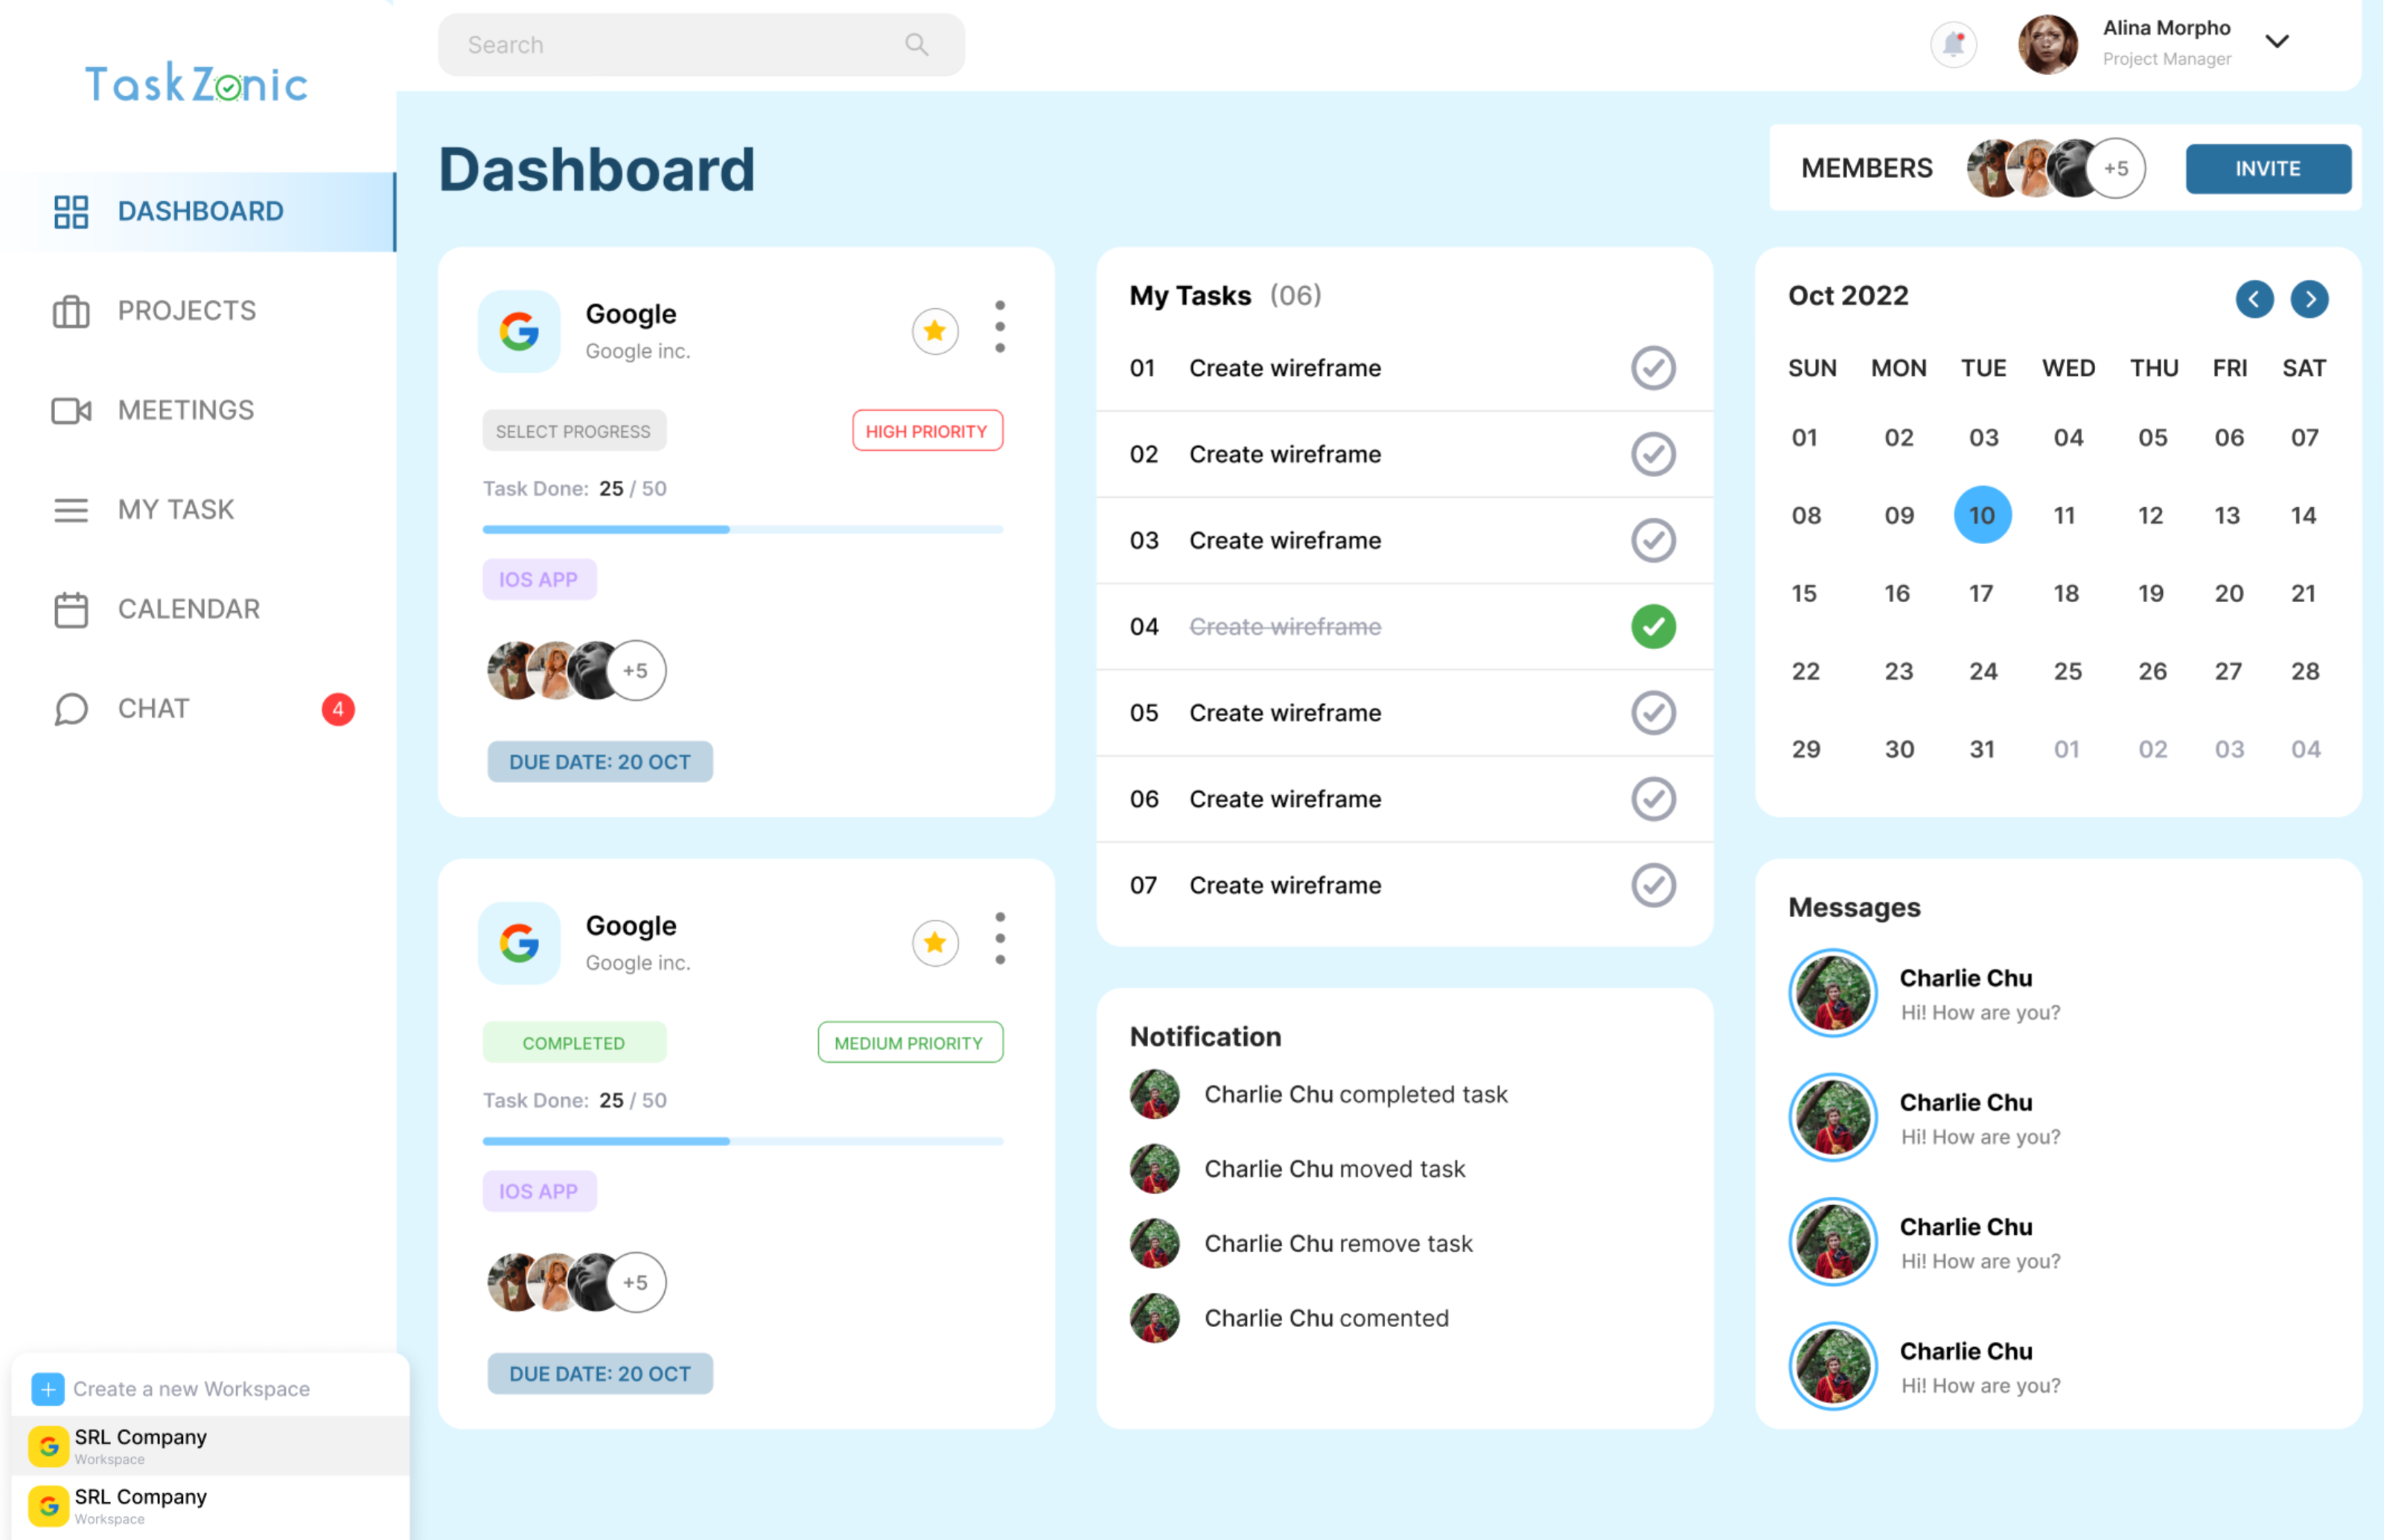 TaskZonic
Search
Alina Morpho
Project Manager
DASHBOARD
PROJECTS
MEETINGS
MY TASK
CALENDAR
CHAT
4
Create a new Workspace
SRL Company
Workspace
SRL Company
Workspace
Dashboard
MEMBERS
+5
INVITE
Google
Google inc.
SELECT PROGRESS
HIGH PRIORITY
Task Done: 25 / 50
IOS APP
+5
DUE DATE: 20 OCT
Google
Google inc.
COMPLETED
MEDIUM PRIORITY
Task Done: 25 / 50
IOS APP
+5
DUE DATE: 20 OCT
My Tasks (06)
01 Create wireframe
02 Create wireframe
03 Create wireframe
04 Create wireframe
05 Create wireframe
06 Create wireframe
07 Create wireframe
Notification
Charlie Chu completed task
Charlie Chu moved task
Charlie Chu remove task
Charlie Chu comented
Oct 2022
SUN MON TUE WED THU FRI SAT
01 02 03 04 05 06 07
08 09 10 11 12 13 14
15 16 17 18 19 20 21
22 23 24 25 26 27 28
29 30 31 01 02 03 04
Messages
Charlie Chu
Hi! How are you?
Charlie Chu
Hi! How are you?
Charlie Chu
Hi! How are you?
Charlie Chu
Hi! How are you?